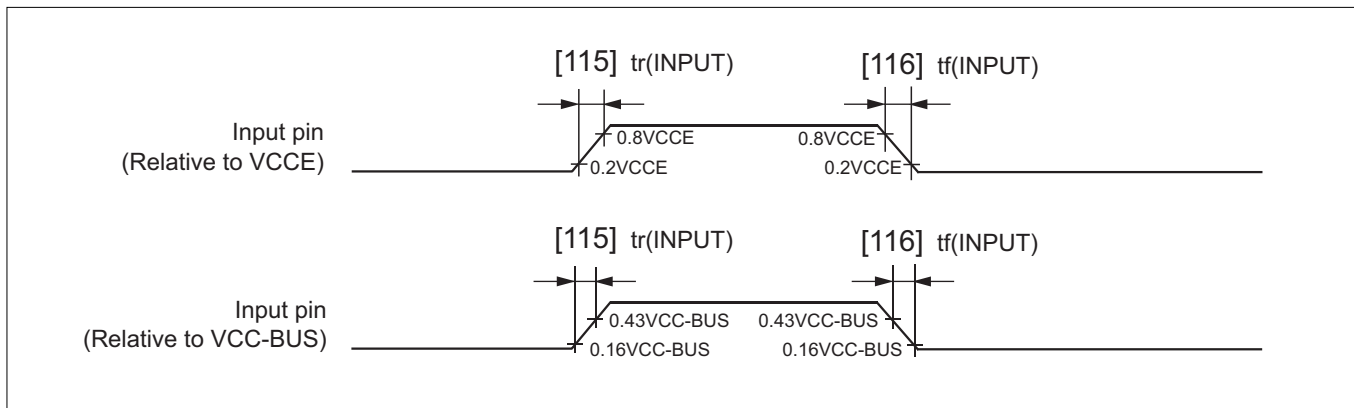 [115] tr(INPUT) [116] tf(INPUT)
Input pin
(Relative to VCCE)
0.8VCCE 0.8VCCE
0.2VCCE 0.2VCCE
[115] tr(INPUT) [116] tf(INPUT)
Input pin
(Relative to VCC-BUS)
0.43VCC-BUS 0.43VCC-BUS
0.16VCC-BUS 0.16VCC-BUS